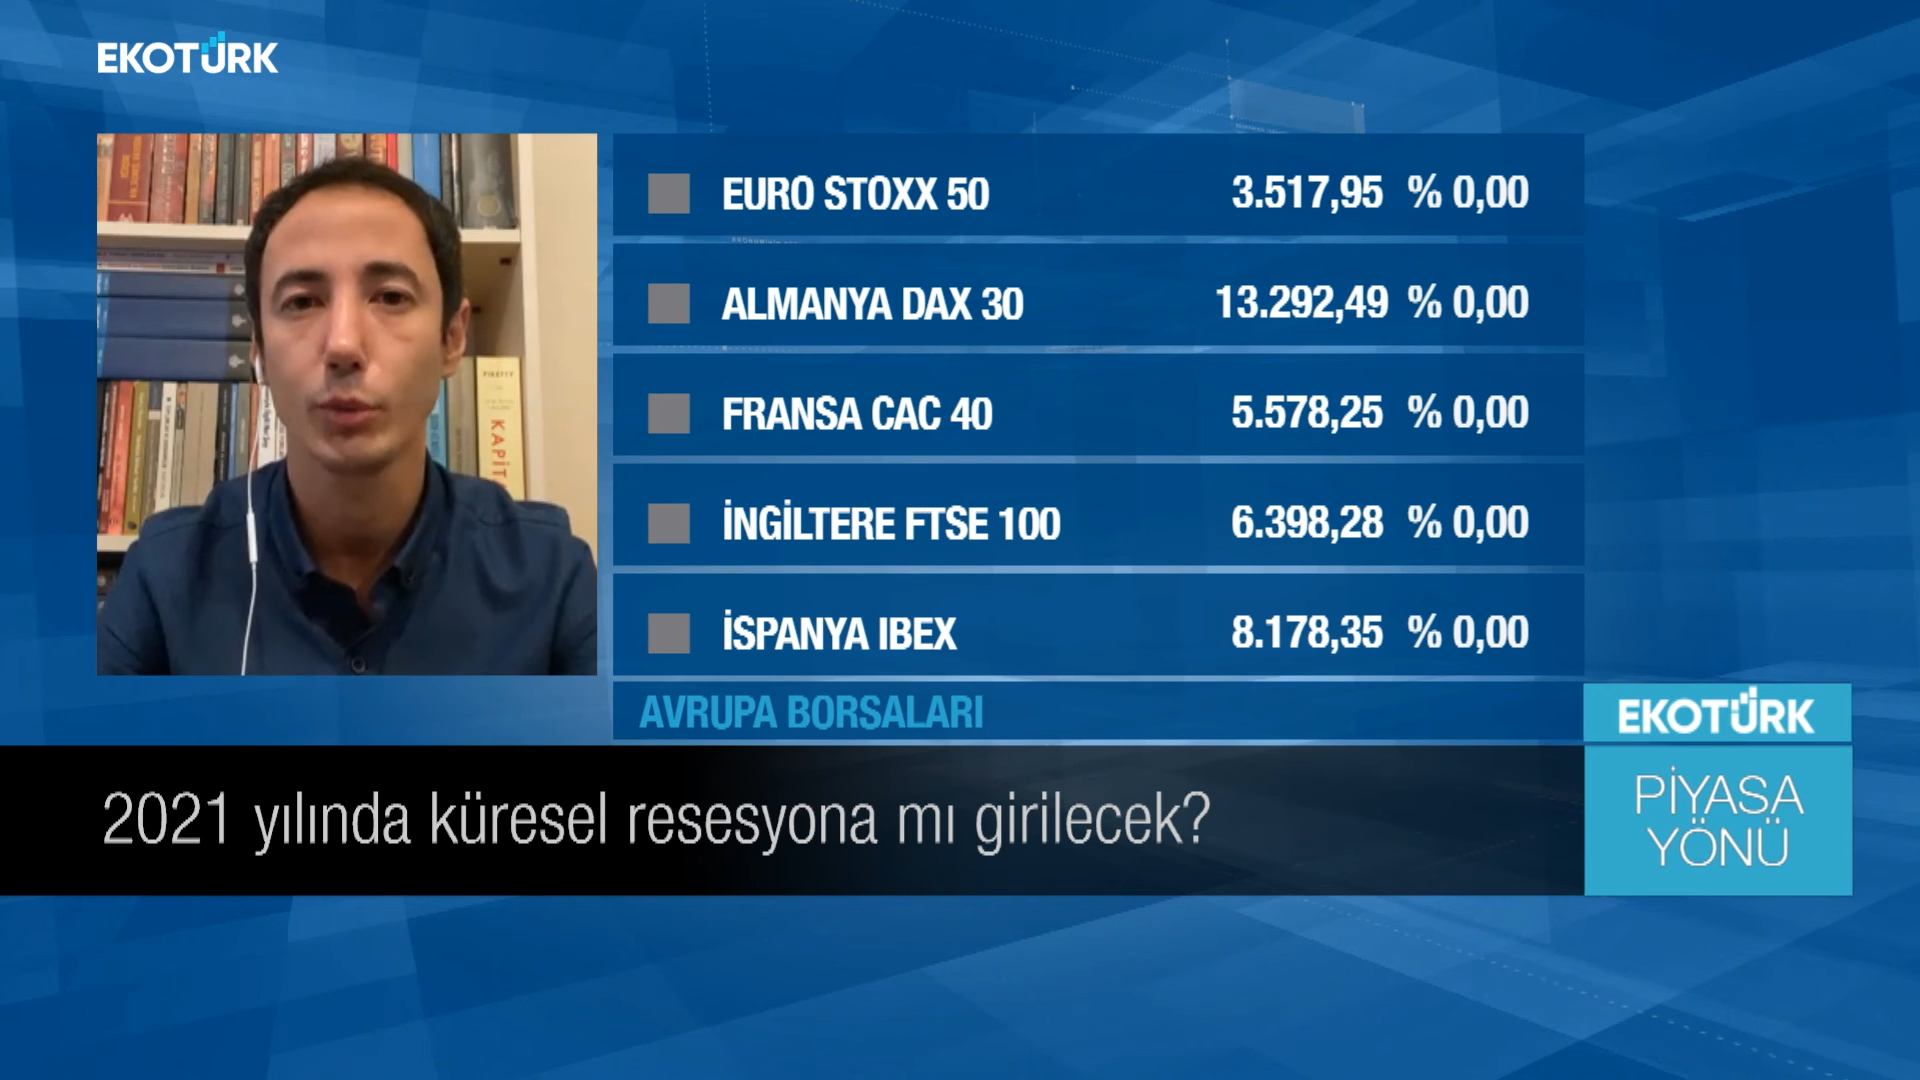 EKOTÜRK
EURO STOXX 50 3.517,95 % 0,00
ALMANYA DAX 30 13.292,49 % 0,00
FRANSA CAC 40 5.578,25 % 0,00
İNGİLTERE FTSE 100 6.398,28 % 0,00
İSPANYA IBEX 8.178,35 % 0,00
AVRUPA BORSALARI
EKOTÜRK
2021 yılında küresel resesyona mı girilecek?
PİYASA
YÖNÜ
PIKETTY
KAPİT